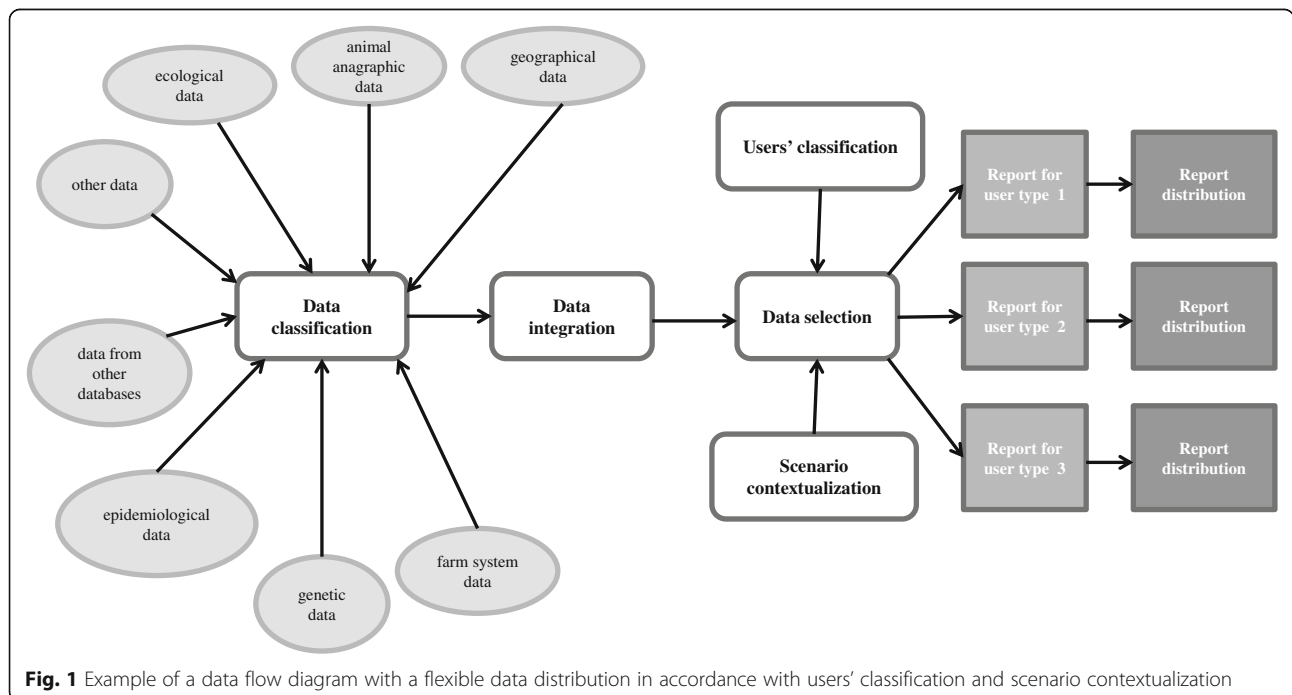 ecological
data
animal
anagraphic
data
geographical
data
other data
Users' classification
Report for
user type 1
Report
distribution
Data
classification
Data
integration
Data selection
Report for
user type 2
Report
distribution
data from
other
databases
Scenario
contextualization
Report for
user type 3
Report
distribution
epidemiological
data
genetic
data
farm system
data
Fig. 1 Example of a data flow diagram with a flexible data distribution in accordance with users' classification and scenario contextualization